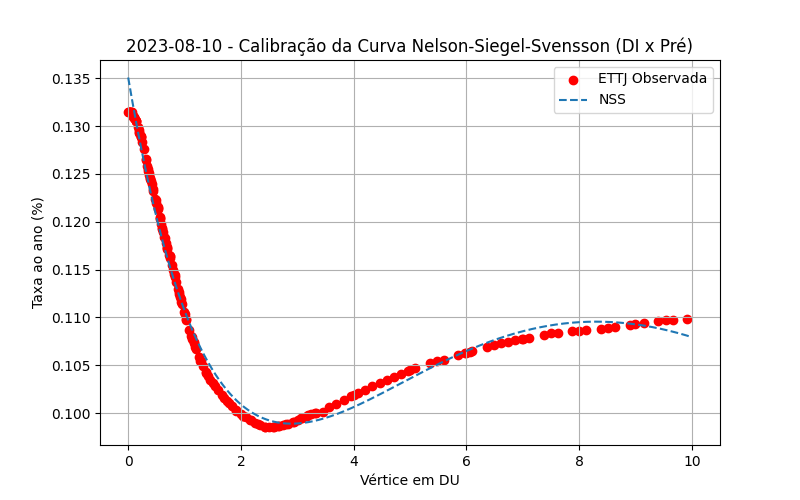 2023-08-10 - Calibração da Curva Nelson-Siegel-Svensson (DI x Pré)
ETTJ Observada
NSS
Taxa ao ano (%)
0.135
0.130
0.125
0.120
0.115
0.110
0.105
0.100
0 2 4 6 8 10
Vértice em DU